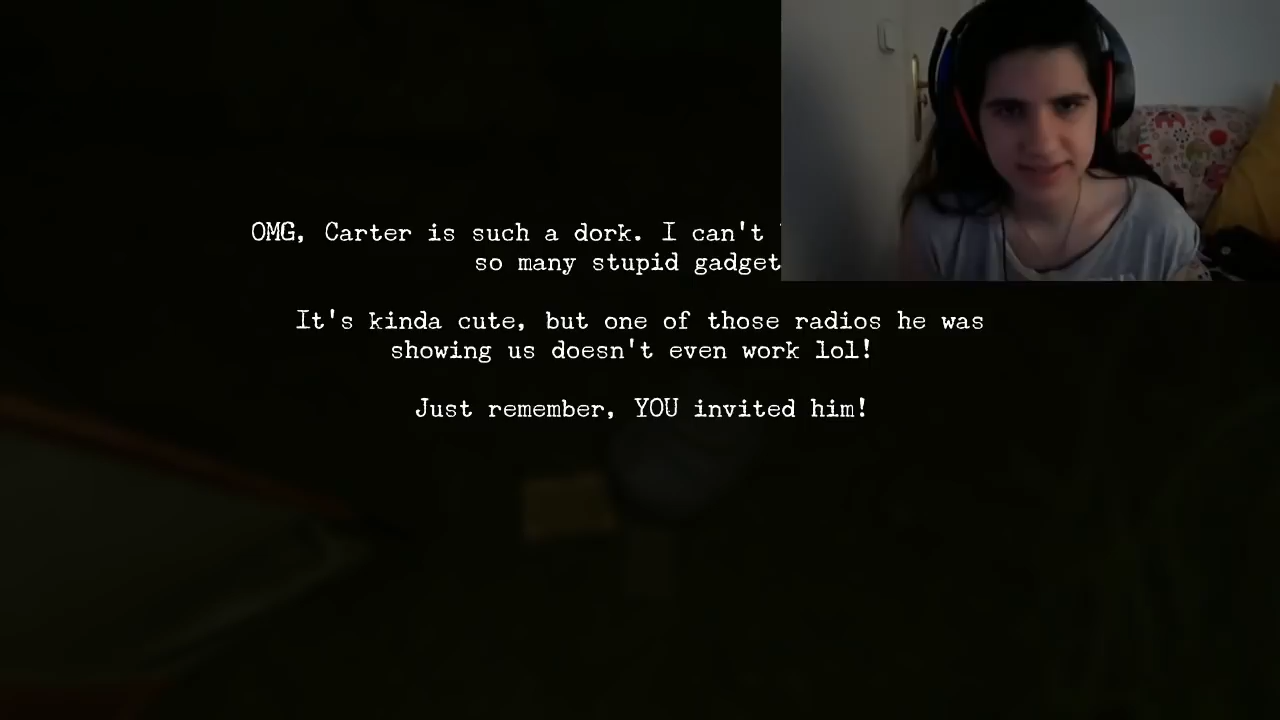 OMG, Carter is such a dork. I can't
so many stupid gadget
It's kinda cute, but one of those radios he was
showing us doesn't even work lol!
Just remember, YOU invited him!